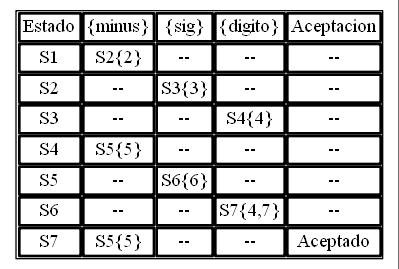 Estado {minus} {sig} {digito} Aceptacion
S1 S2{2} -- -- --
S2 -- S3{3} -- --
S3 -- -- S4{4} --
S4 S5{5} -- -- --
S5 -- S6{6} -- --
S6 -- -- S7{4,7} --
S7 S5{5} -- -- Aceptado